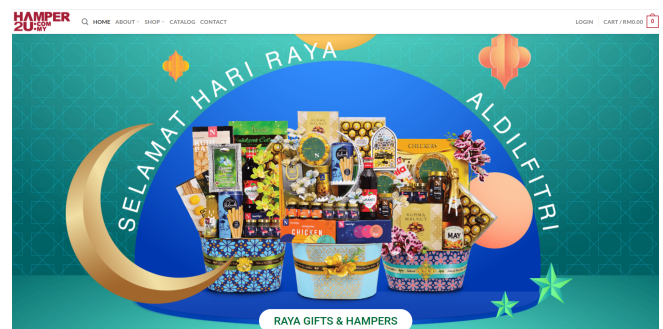 HAMPER
2U.COM
.MY
HOME ABOUT SHOP CATALOG CONTACT
LOGIN CART / RM0.00 0
SELAMAT HARI RAYA
ALDILFITRI
CHICKEN
MAY
RAYA GIFTS & HAMPERS